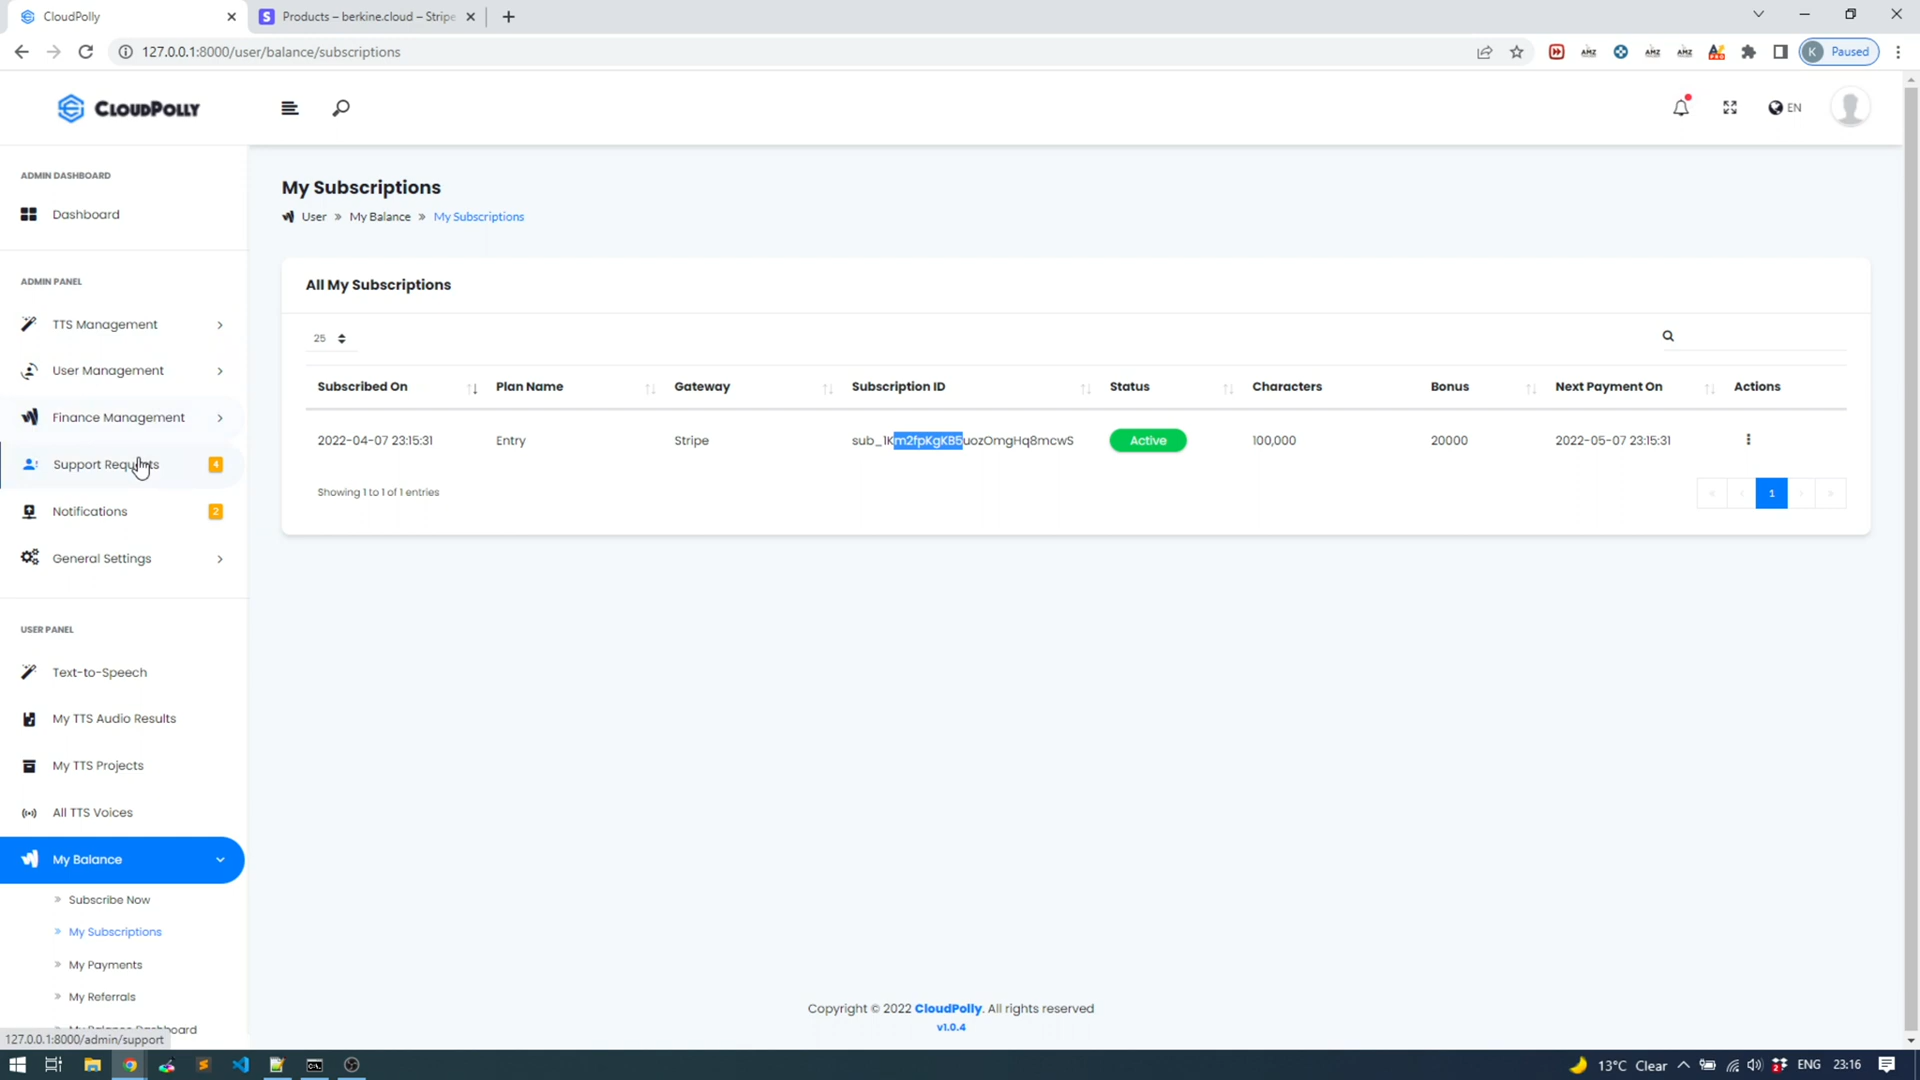 CloudPolly
Products – berkine.cloud – Stripe
127.0.0.1:8000/user/balance/subscriptions
K Paused
CLOUDPOLLY
EN
ADMIN DASHBOARD
Dashboard
ADMIN PANEL
TTS Management
User Management
Finance Management
Support Requests 4
Notifications 2
General Settings
USER PANEL
Text-to-Speech
My TTS Audio Results
My TTS Projects
All TTS Voices
My Balance
Subscribe Now
My Subscriptions
My Payments
My Referrals
My Balance Dashboard
127.0.0.1:8000/admin/support
My Subscriptions
User » My Balance » My Subscriptions
All My Subscriptions
25
Subscribed On Plan Name Gateway Subscription ID Status Characters Bonus Next Payment On Actions
2022-04-07 23:15:31 Entry Stripe sub_1Km2fpKgKB5uozOmgHq8mcwS Active 100,000 20000 2022-05-07 23:15:31
Showing 1 to 1 of 1 entries
« ‹ 1 › »
Copyright © 2022 CloudPolly. All rights reserved
v1.0.4
13°C Clear ENG 23:16